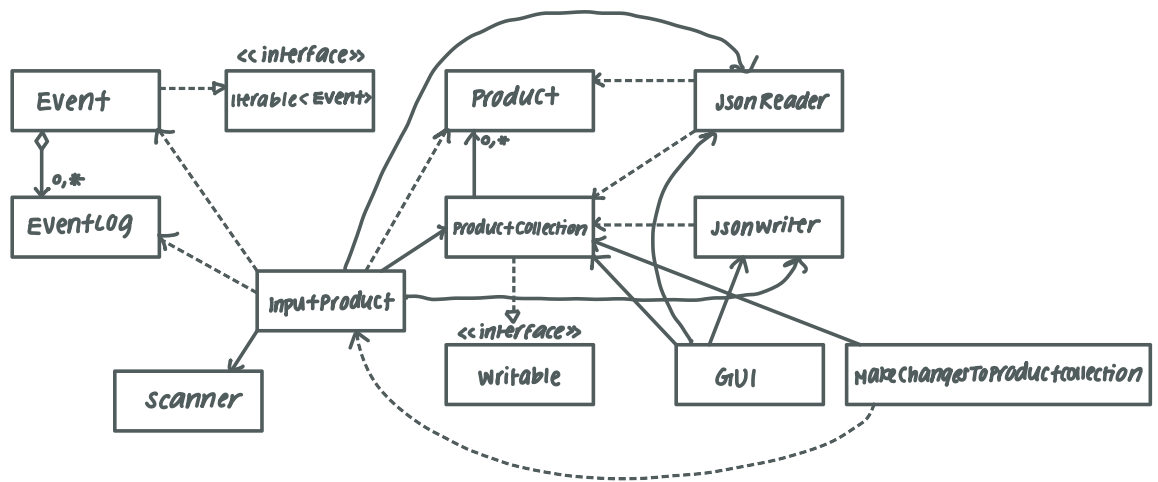 <<interface>>
Event
Iterable<Event>
Product
JsonReader
0,*
0,*
EventLog
ProductCollection
JsonWriter
InputProduct
<<interface>>
Writable
GUI
MakeChangesToProductCollection
Scanner